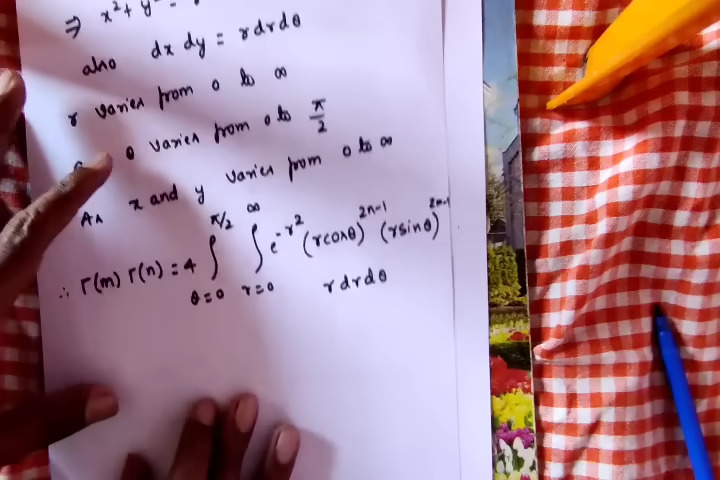 ⇒ x² + y² =
also dx dy = r dr dθ
r varies from 0 to ∞
θ varies from 0 to π/2
As x and y varies from 0 to ∞
∴ Γ(m) Γ(n) = 4 ∫_{θ=0}^{π/2} ∫_{r=0}^{∞} e^{-r²} (r cosθ)^{2n-1} (r sinθ)^{2m-1}
r dr dθ